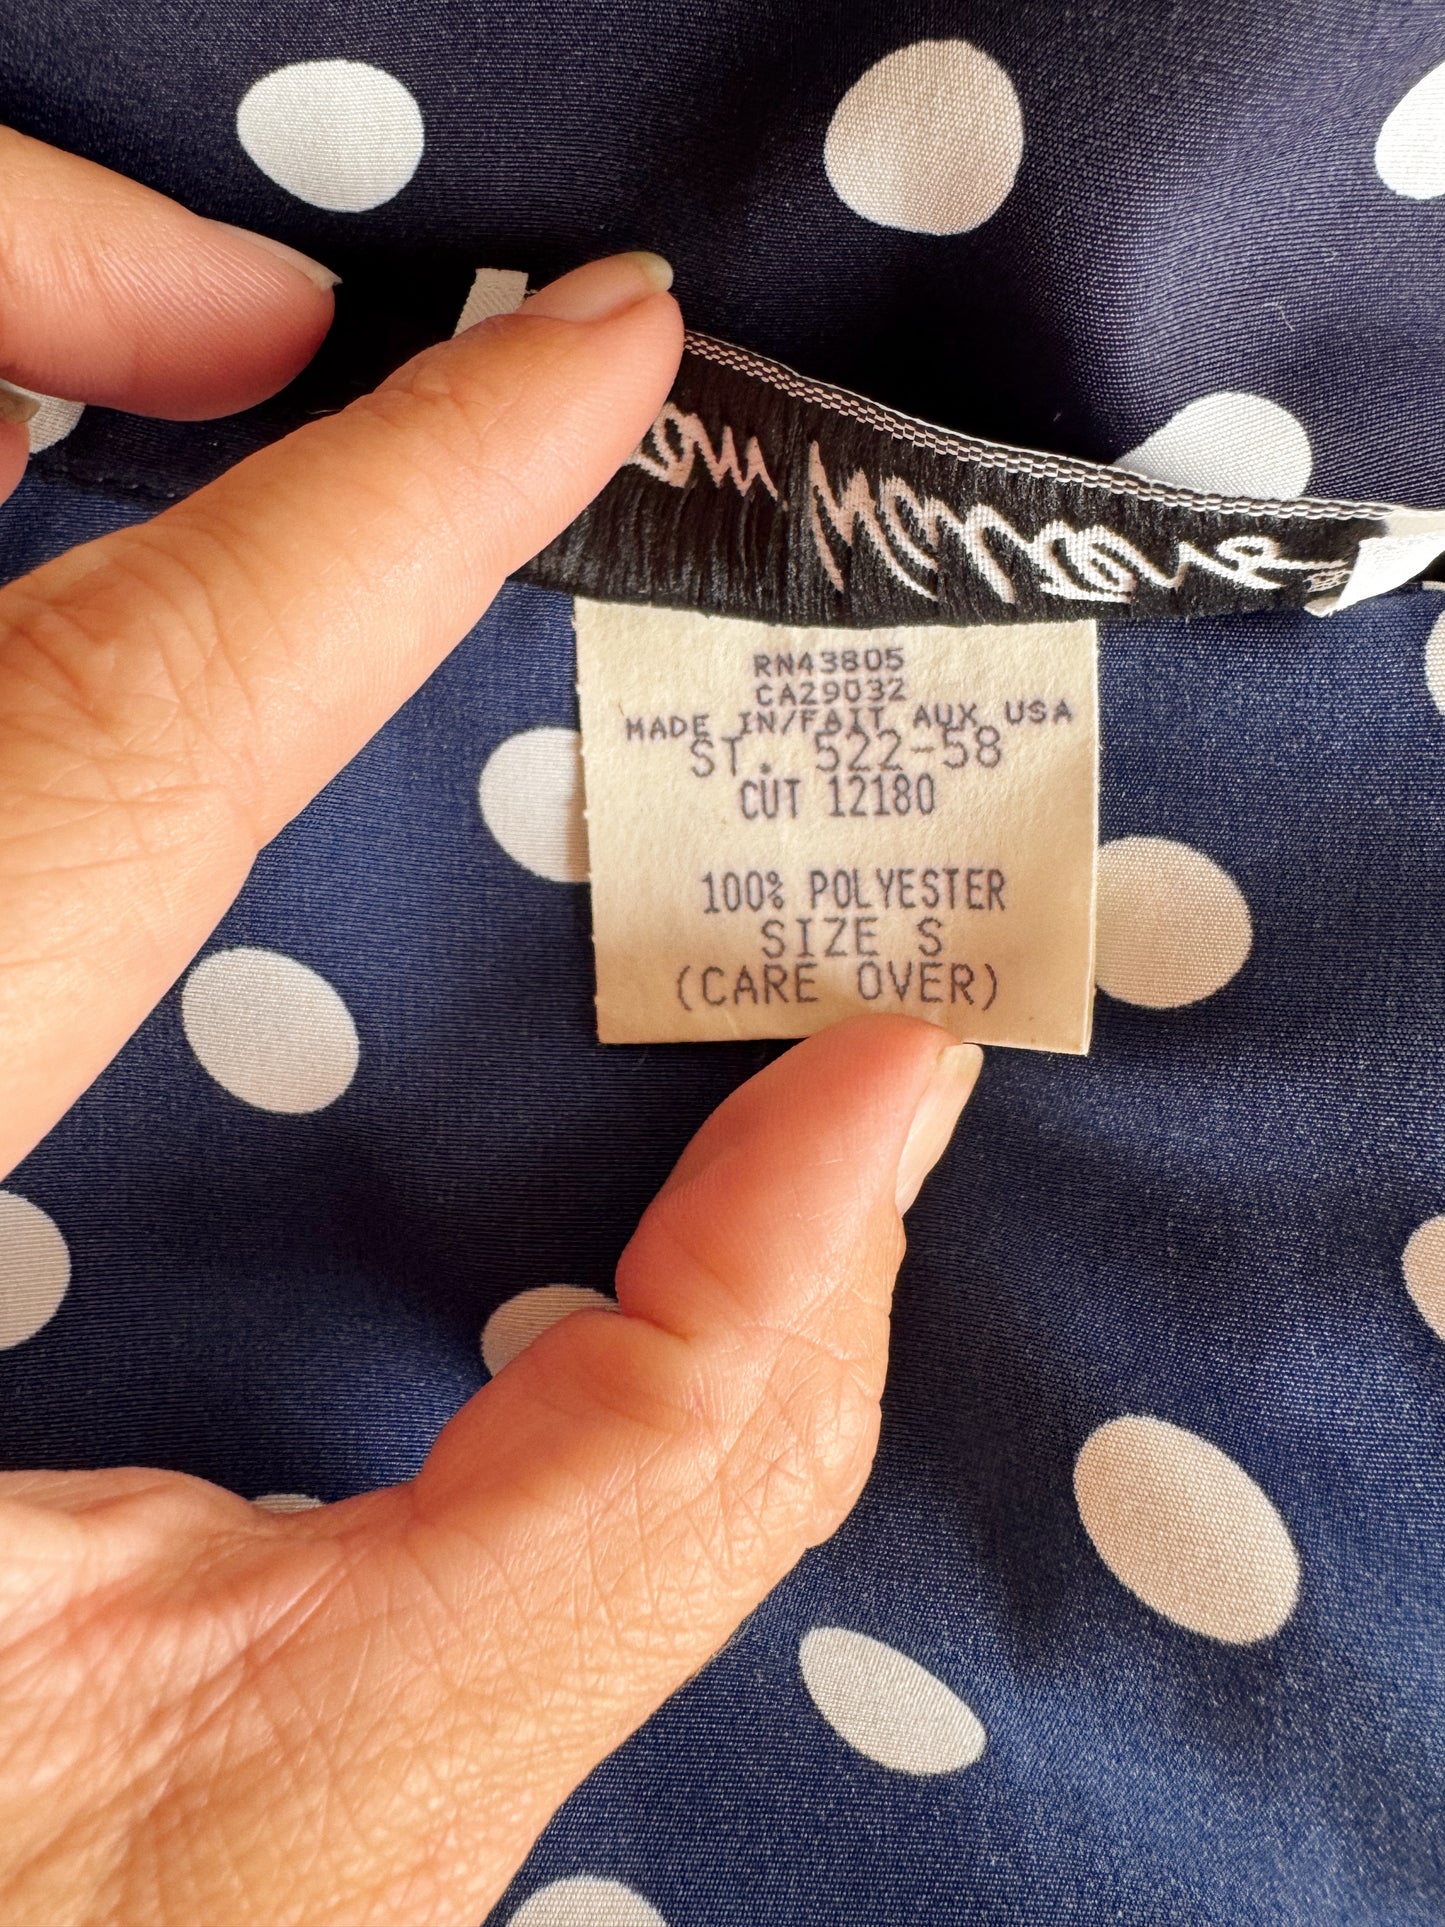 RN43805
CA29032
MADE IN/FAIT AUX USA
ST. 522-58
CUT 12180
100% POLYESTER
SIZE S
(CARE OVER)